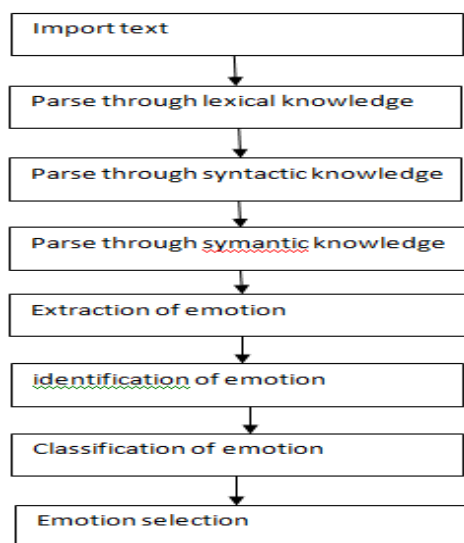 Import text
Parse through lexical knowledge
Parse through syntactic knowledge
Parse through symantic knowledge
Extraction of emotion
identification of emotion
Classification of emotion
Emotion selection